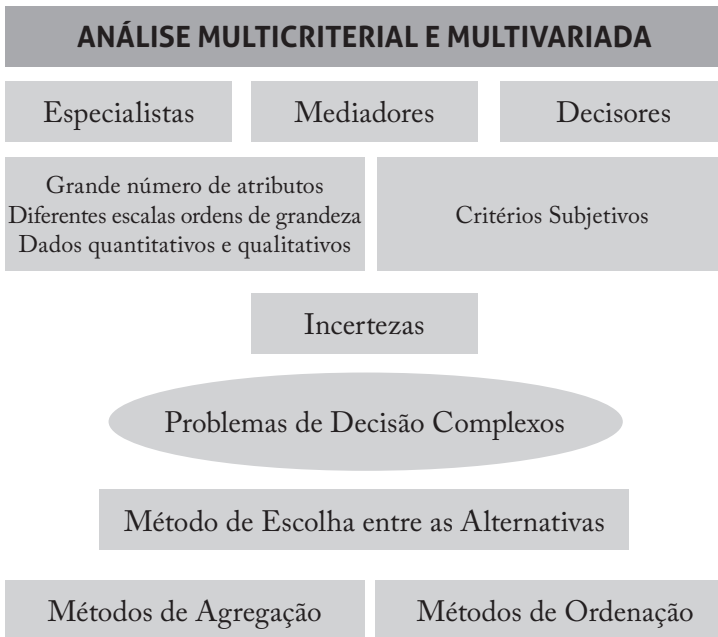 ANÁLISE MULTICRITERIAL E MULTIVARIADA
Especialistas
Mediadores
Decisores
Grande número de atributos
Diferentes escalas ordens de grandeza
Dados quantitativos e qualitativos
Critérios Subjetivos
Incertezas
Problemas de Decisão Complexos
Método de Escolha entre as Alternativas
Métodos de Agregação
Métodos de Ordenação